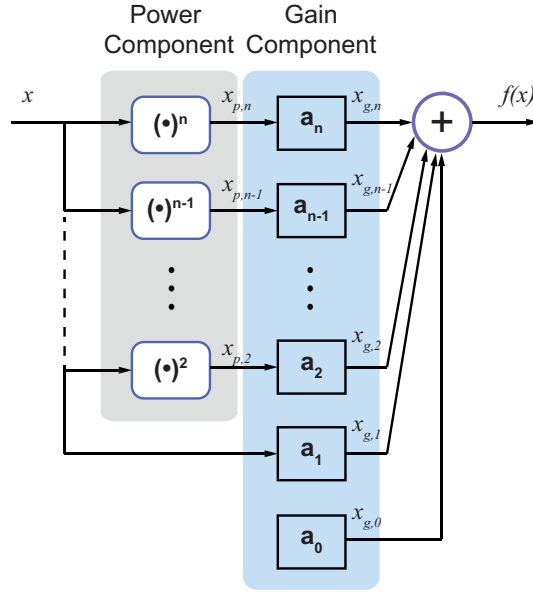 Power Component
Gain Component
x
x_{p,n}
x_{g,n}
f(x)
(•)ⁿ
a_n
+
x_{p,n-1}
x_{g,n-1}
(•)ⁿ⁻¹
a_{n-1}
x_{p,2}
x_{g,2}
(•)²
a_2
x_{g,1}
a_1
x_{g,0}
a_0